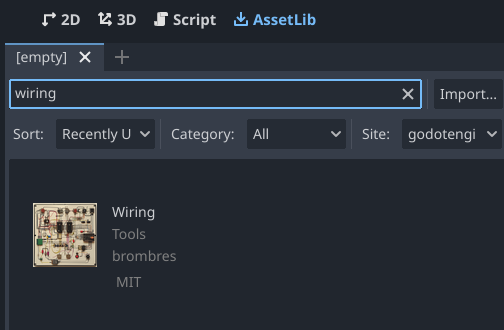 2D 3D Script AssetLib
[empty]
wiring Import...
Sort: Recently U Category: All Site: godotengi
Wiring
Tools
brombres
MIT